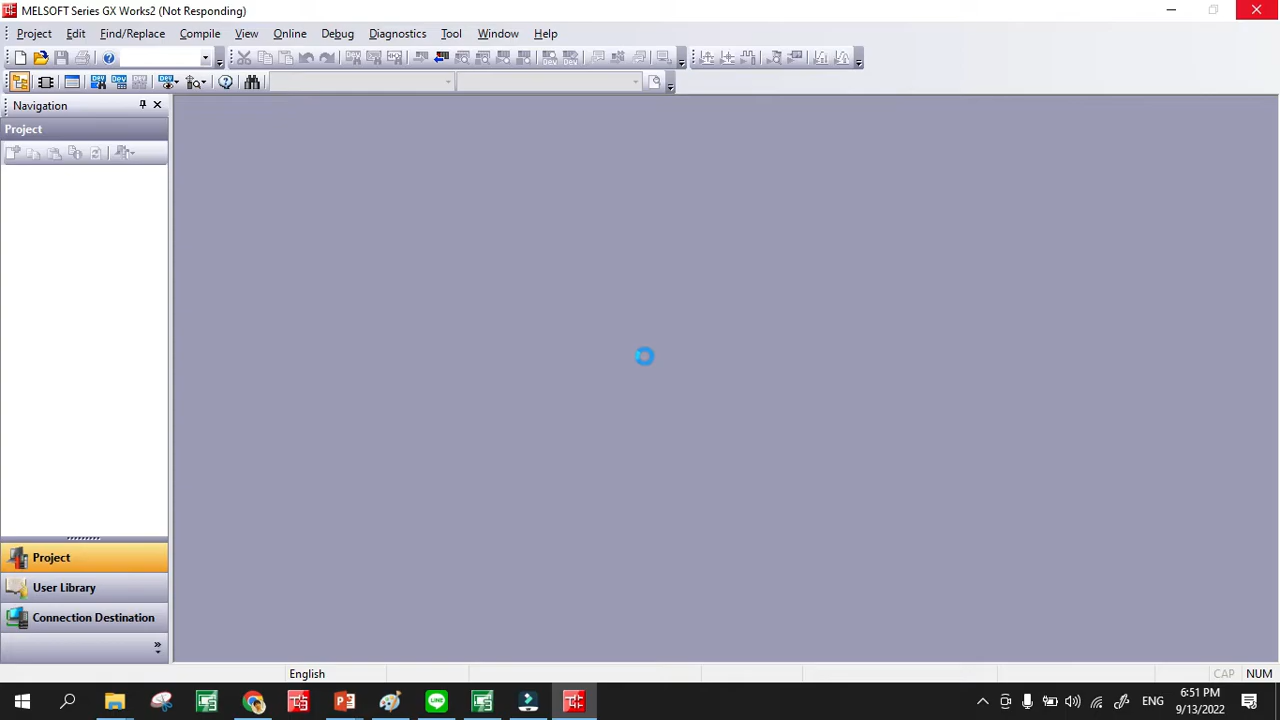 MELSOFT Series GX Works2 (Not Responding)
Project Edit Find/Replace Compile View Online Debug Diagnostics Tool Window Help
Navigation
Project
Project
User Library
Connection Destination
English CAP NUM
LINE ENG 6:51 PM
9/13/2022